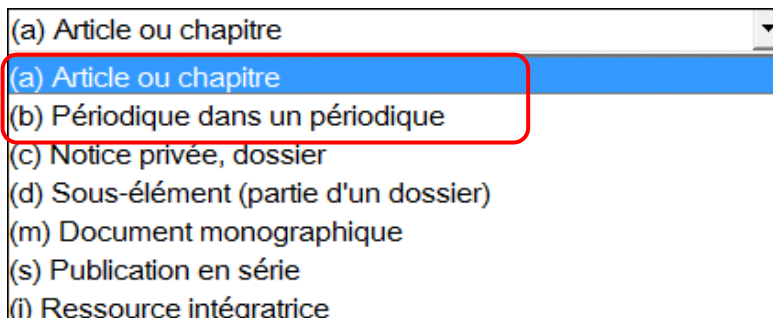 (a) Article ou chapitre
(a) Article ou chapitre
(b) Périodique dans un périodique
(c) Notice privée, dossier
(d) Sous-élément (partie d'un dossier)
(m) Document monographique
(s) Publication en série
(i) Ressource intégratrice